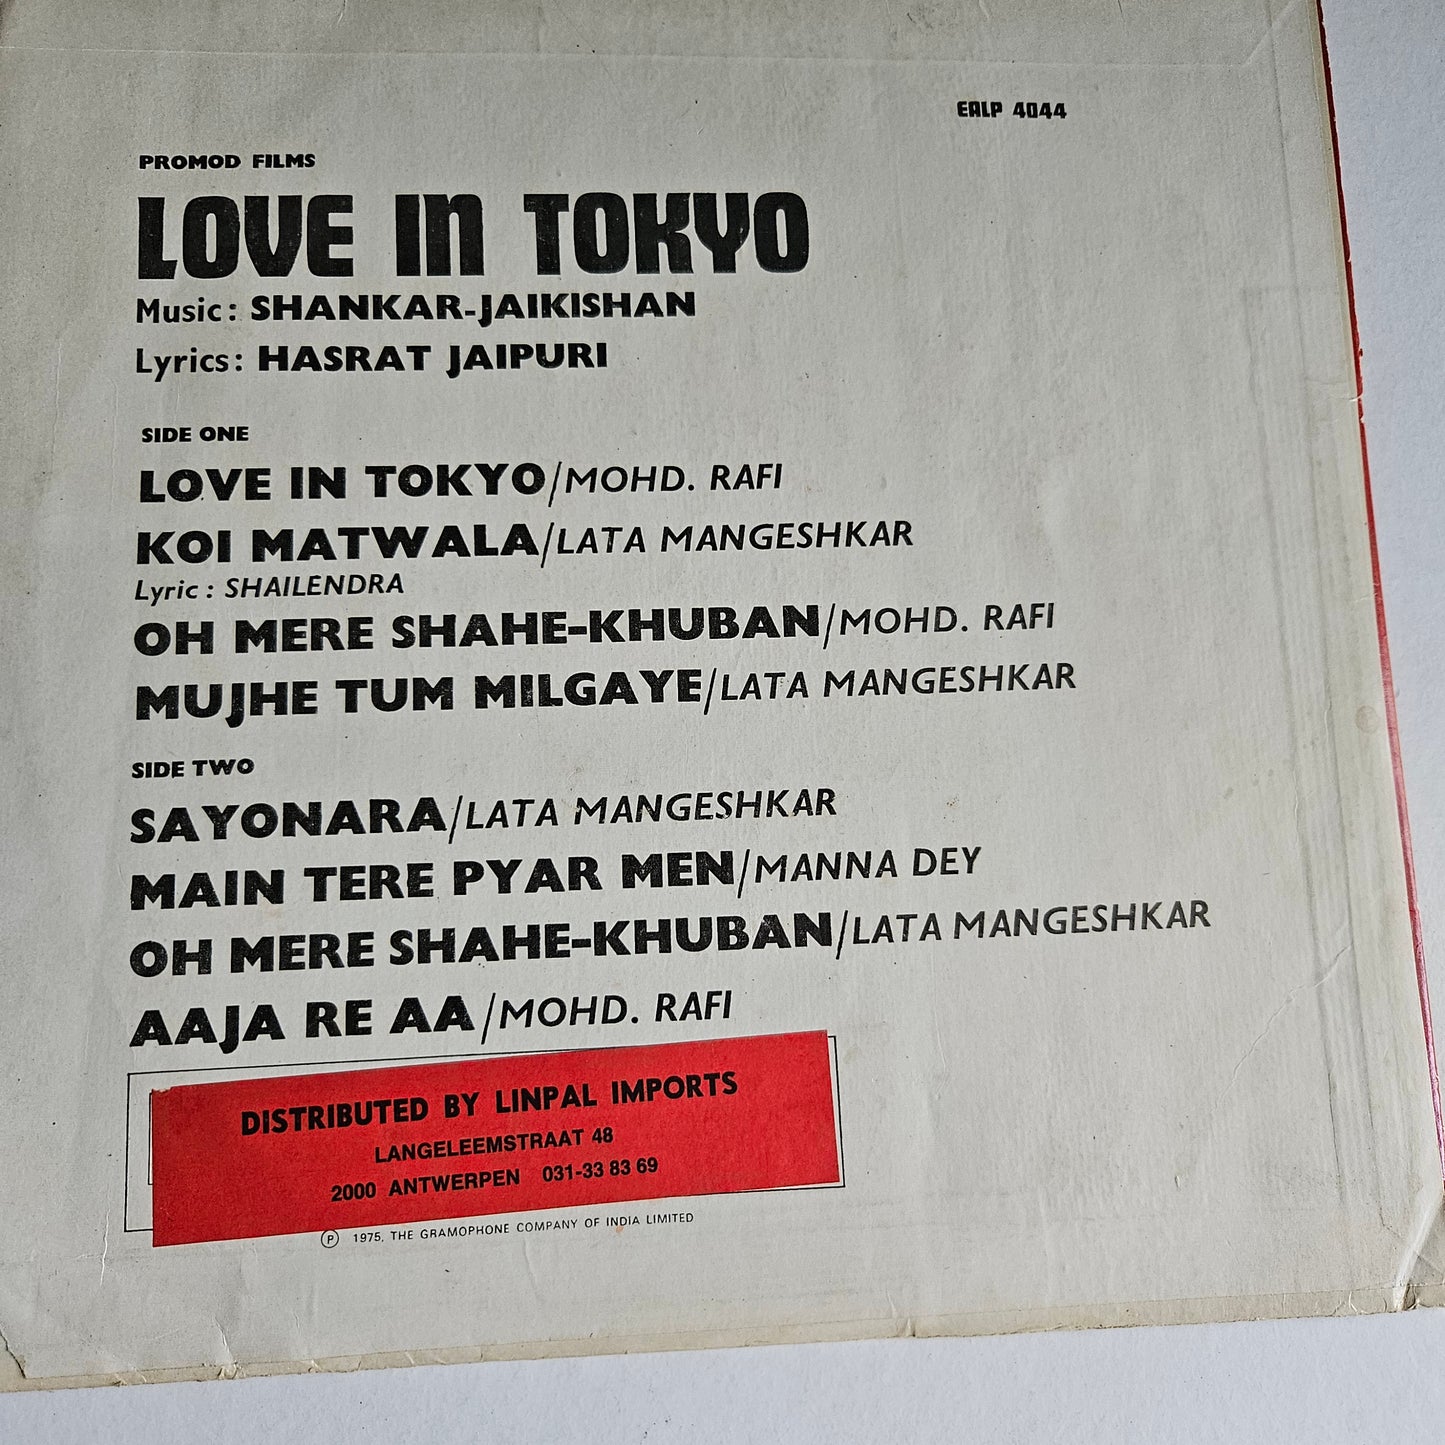 EALP 4044
PROMOD FILMS
LOVE IN TOKYO
Music: SHANKAR-JAIKISHAN
Lyrics: HASRAT JAIPURI
SIDE ONE
LOVE IN TOKYO/MOHD. RAFI
KOI MATWALA/LATA MANGESHKAR
Lyric : SHAILENDRA
OH MERE SHAHE-KHUBAN/MOHD. RAFI
MUJHE TUM MILGAYE/LATA MANGESHKAR
SIDE TWO
SAYONARA/LATA MANGESHKAR
MAIN TERE PYAR MEN/MANNA DEY
OH MERE SHAHE-KHUBAN/LATA MANGESHKAR
AAJA RE AA/MOHD. RAFI
DISTRIBUTED BY LINPAL IMPORTS
LANGELEEMSTRAAT 48
2000 ANTWERPEN 031-33 83 69
℗ 1975, THE GRAMOPHONE COMPANY OF INDIA LIMITED